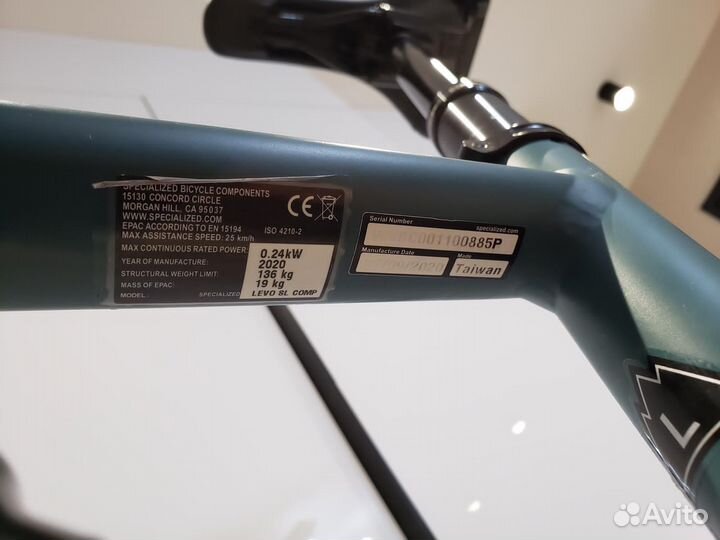 SPECIALIZED BICYCLE COMPONENTS
15130 CONCORD CIRCLE
MORGAN HILL, CA 95037
WWW.SPECIALIZED.COM
EPAC ACCORDING TO EN 15194 ISO 4210-2
MAX ASSISTANCE SPEED: 25 km/h
MAX CONTINUOUS RATED POWER: 0.24kW
YEAR OF MANUFACTURE: 2020
STRUCTURAL WEIGHT LIMIT: 136 kg
MASS OF EPAC: 19 kg
MODEL: SPECIALIZED LEVO SL COMP
CE
Serial Number specialized.com
001100885P
Manufacture Date Made
/2020 Taiwan
L
Avito